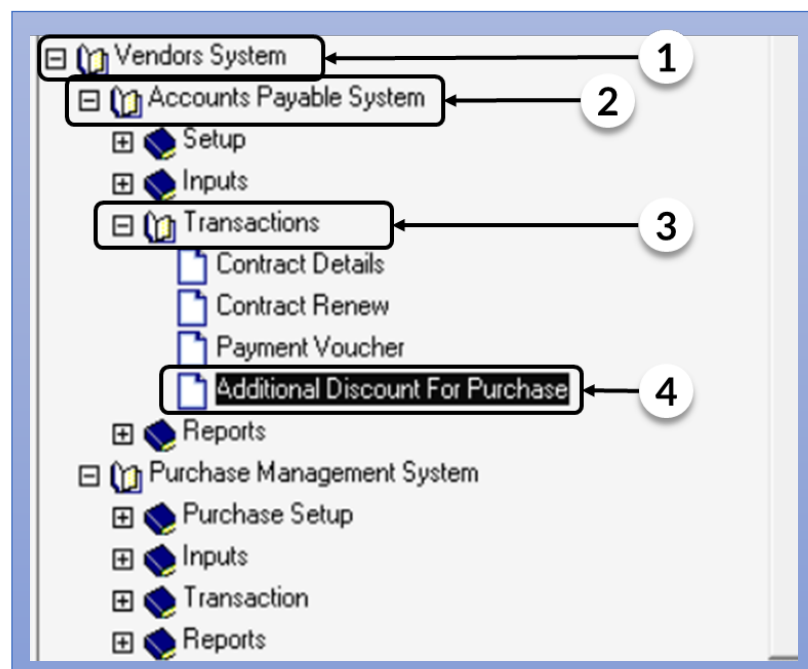 Vendors System 1
Accounts Payable System 2
Setup
Inputs
Transactions 3
Contract Details
Contract Renew
Payment Voucher
Additional Discount For Purchase 4
Reports
Purchase Management System
Purchase Setup
Inputs
Transaction
Reports